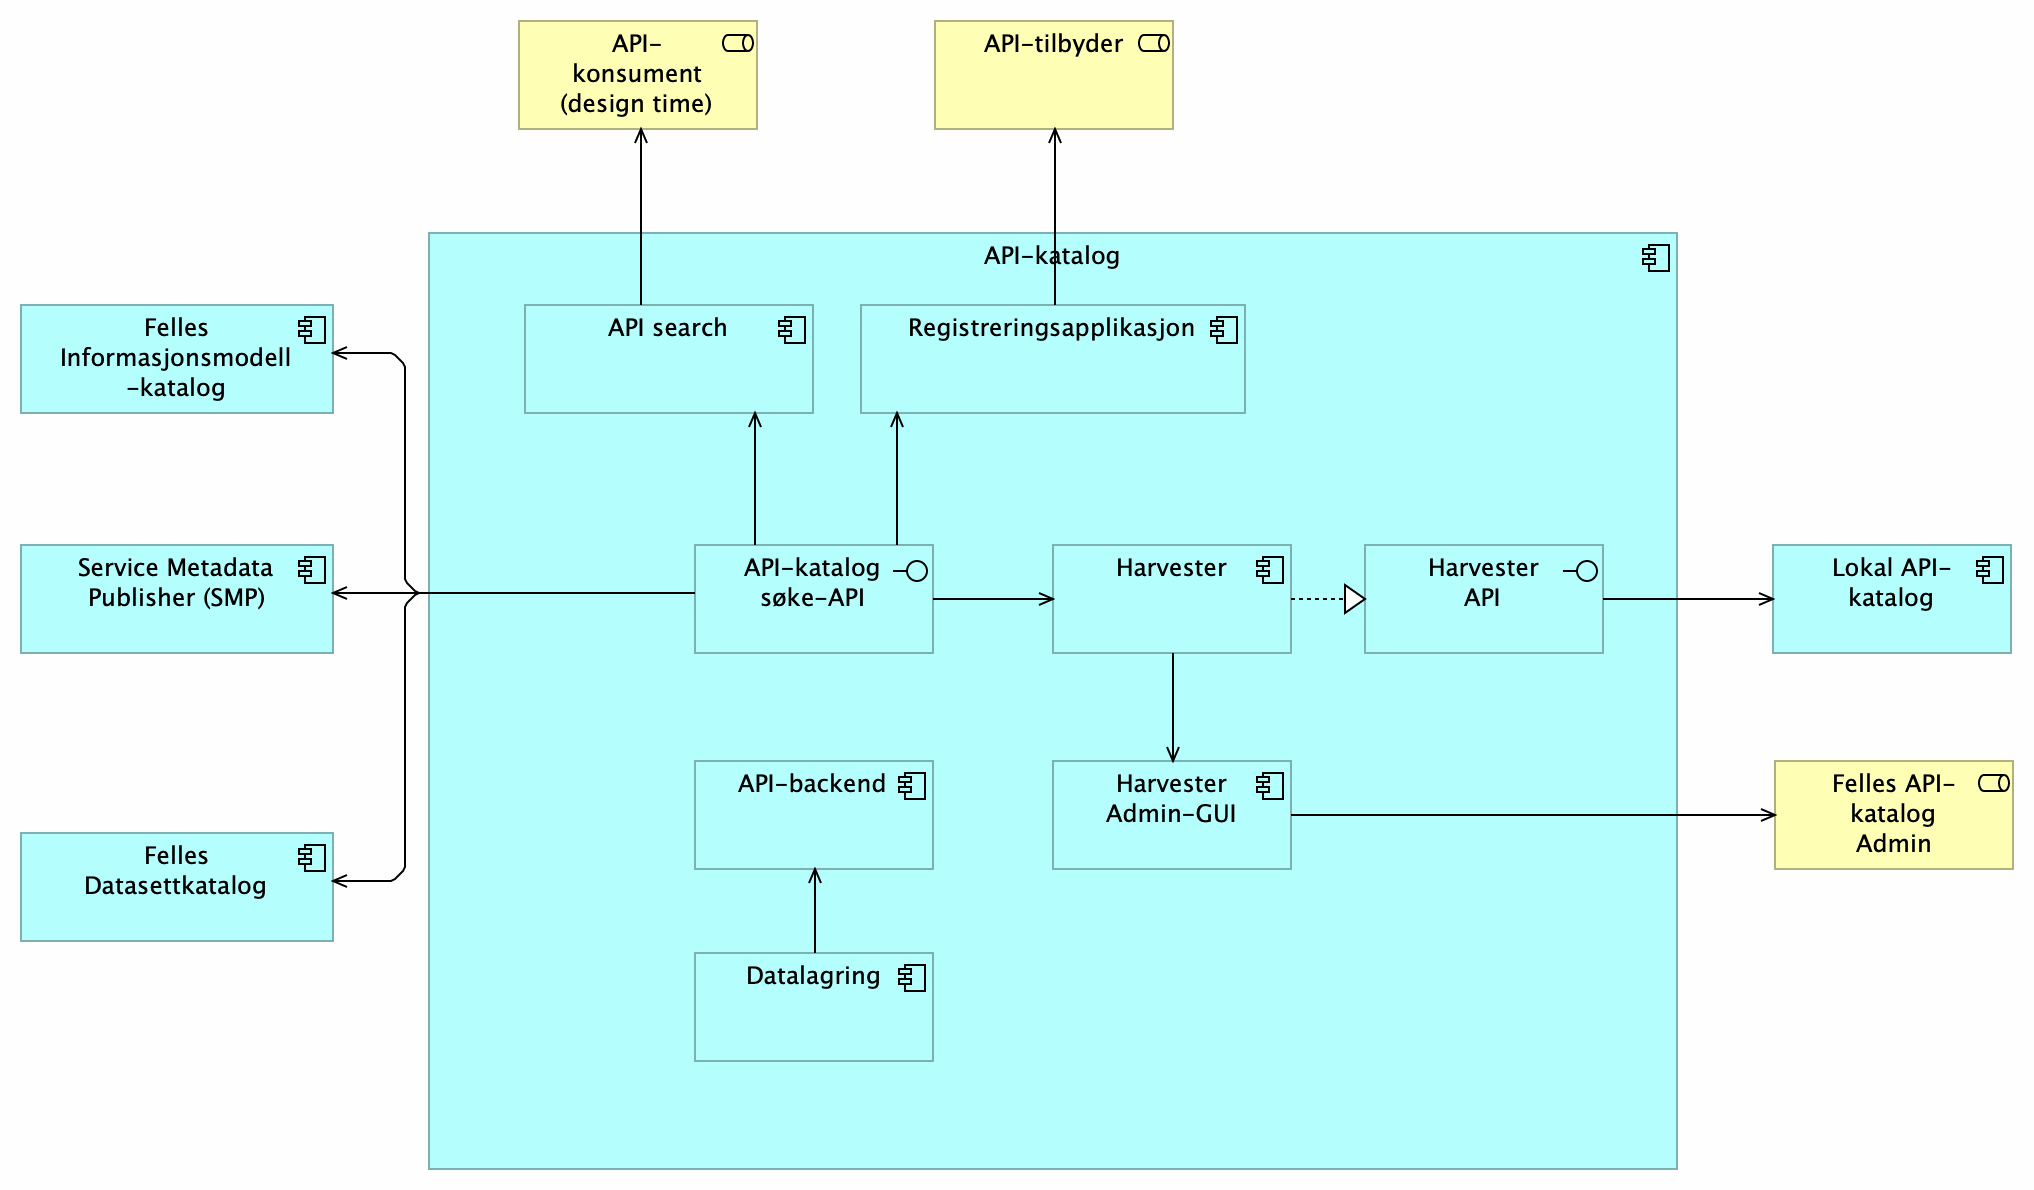 API-
konsument
(design time)
API-tilbyder
API-katalog
API search
Registreringsapplikasjon
Felles
Informasjonsmodell
-katalog
Service Metadata
Publisher (SMP)
API-katalog
søke-API
Harvester
Harvester
API
Lokal API-
katalog
API-backend
Harvester
Admin-GUI
Felles API-
katalog
Admin
Felles
Datasettkatalog
Datalagring